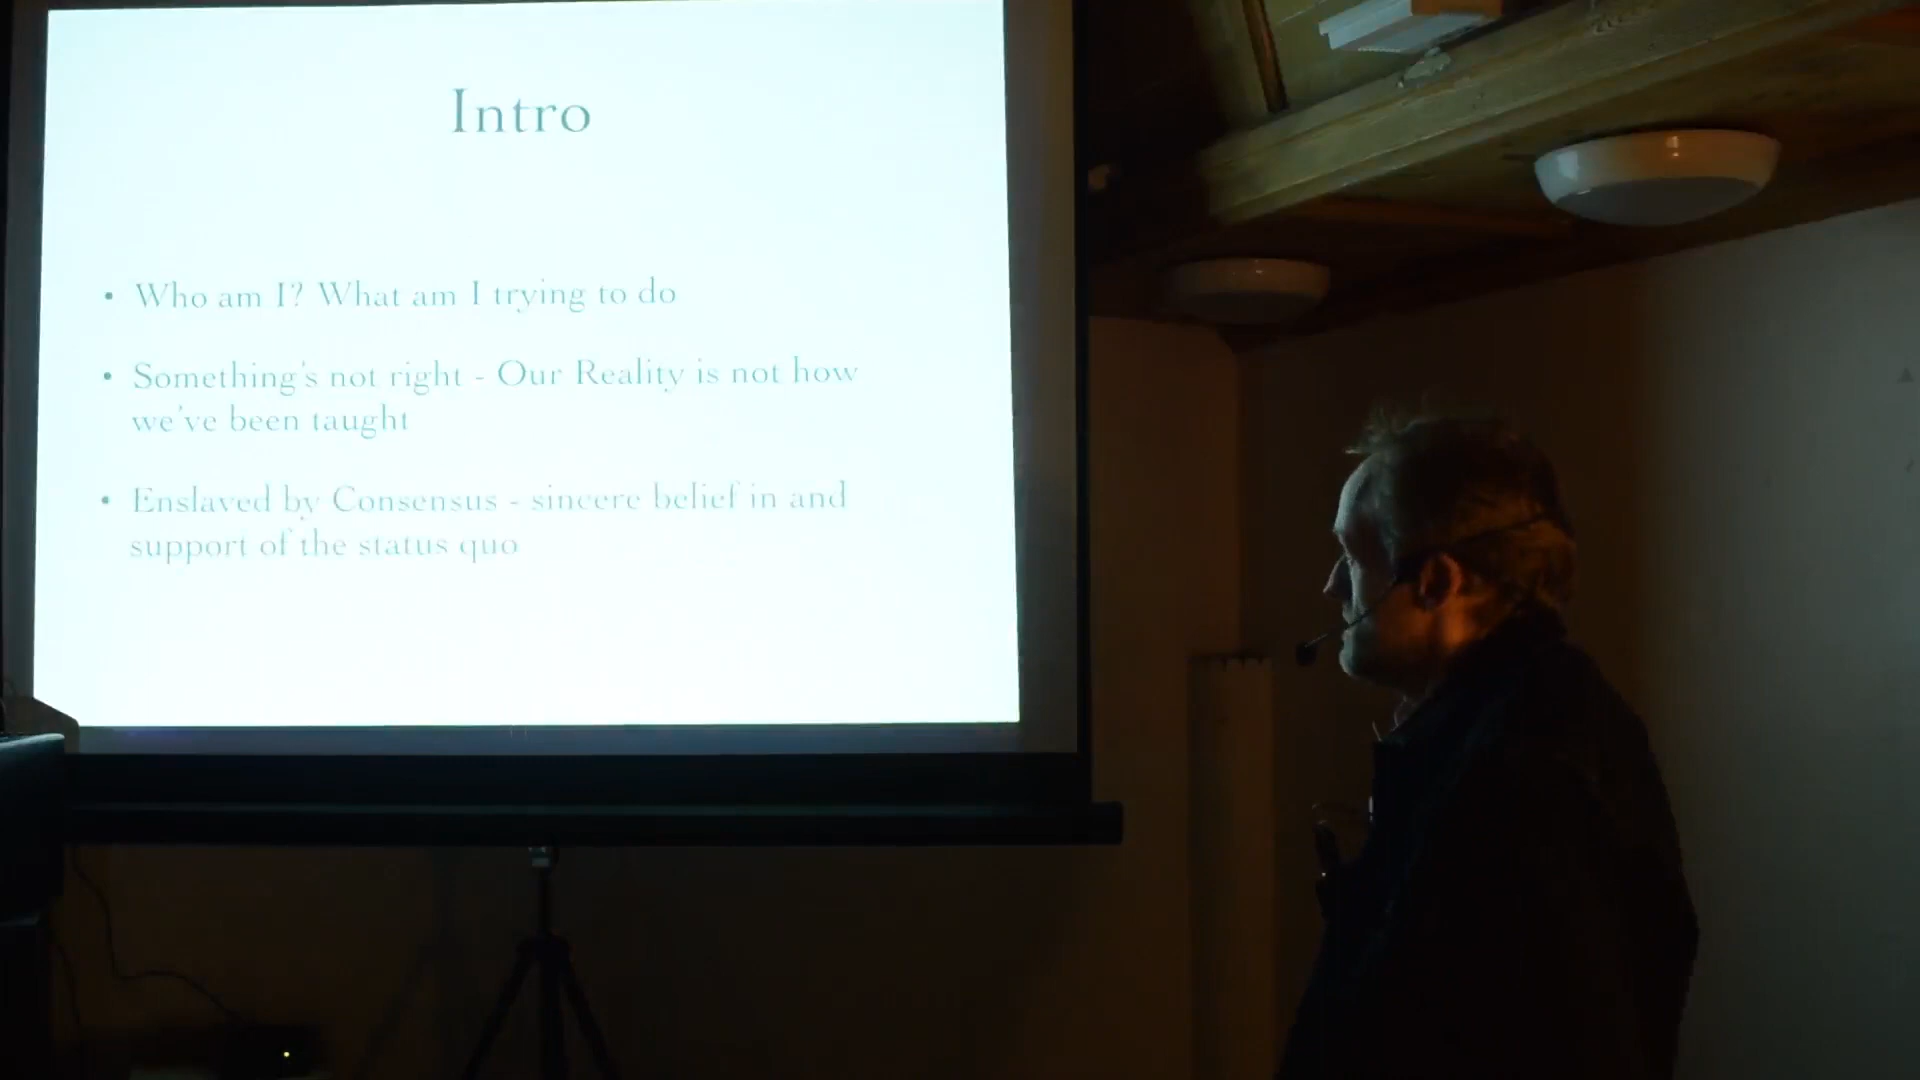 Intro
• Who am I? What am I trying to do
• Something's not right - Our Reality is not how
we've been taught
• Enslaved by Consensus - sincere belief in and
support of the status quo